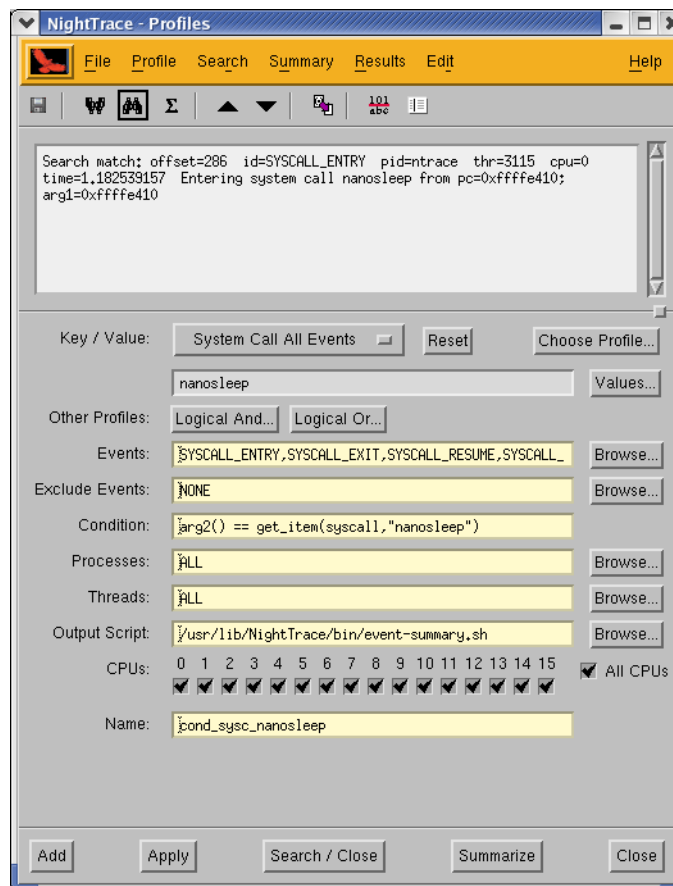 NightTrace - Profiles
File Profile Search Summary Results Edit Help
Σ 101 abc
Search match: offset=286 id=SYSCALL_ENTRY pid=ntrace thr=3115 cpu=0
time=1.182539157 Entering system call nanosleep from pc=0xffffe410;
arg1=0xffffe410
Key / Value: System Call All Events Reset Choose Profile...
nanosleep Values...
Other Profiles: Logical And... Logical Or...
Events: SYSCALL_ENTRY,SYSCALL_EXIT,SYSCALL_RESUME,SYSCALL_ Browse...
Exclude Events: NONE Browse...
Condition: arg2() == get_item(syscall,"nanosleep")
Processes: ALL Browse...
Threads: ALL Browse...
Output Script: /usr/lib/NightTrace/bin/event-summary.sh Browse...
CPUs: 0 1 2 3 4 5 6 7 8 9 10 11 12 13 14 15 All CPUs
Name: cond_sysc_nanosleep
Add Apply Search / Close Summarize Close